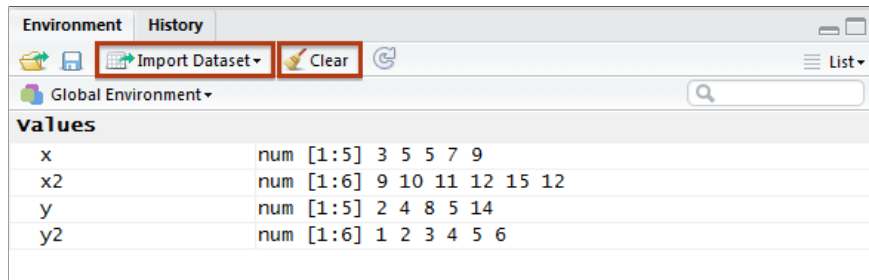 Environment History
Import Dataset Clear List
Global Environment
Values
x num [1:5] 3 5 5 7 9
x2 num [1:6] 9 10 11 12 15 12
y num [1:5] 2 4 8 5 14
y2 num [1:6] 1 2 3 4 5 6